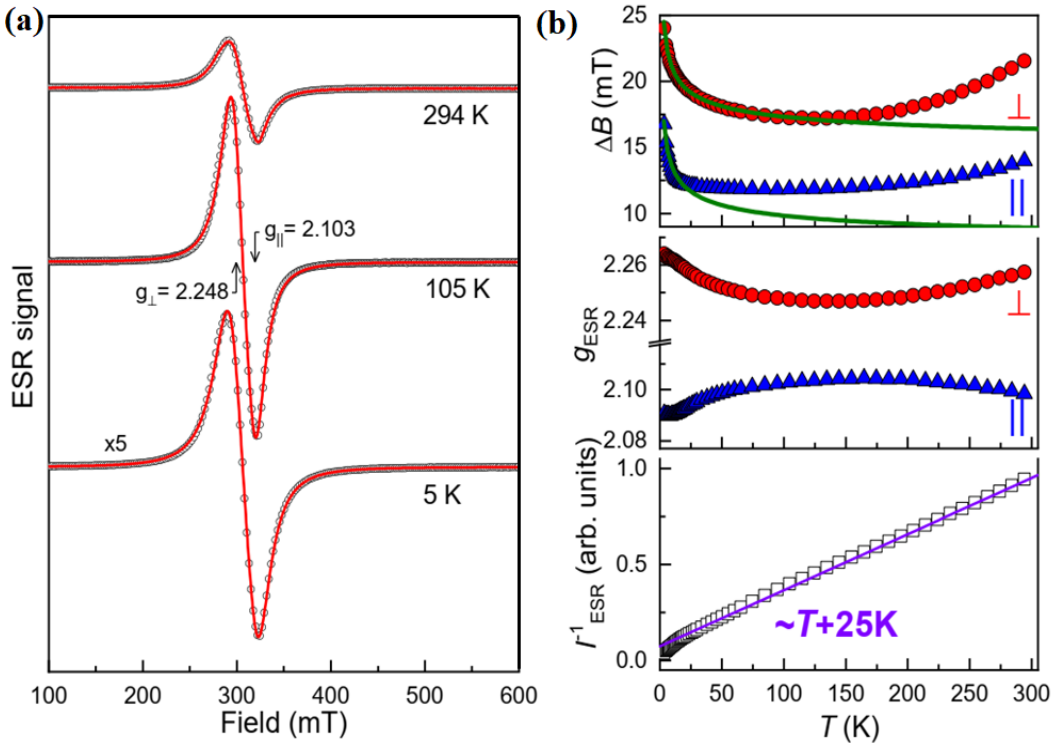 (a)
ESR signal
294 K
g∥= 2.103
g⊥= 2.248
105 K
x5
5 K
100 200 300 400 500 600
Field (mT)
(b)
ΔB (mT)
25
20
15
10
⊥
||
gESR
2.26
2.24
2.10
2.08
⊥
||
I⁻¹ESR (arb. units)
1.0
0.5
0.0
~T+25K
0 50 100 150 200 250 300
T (K)